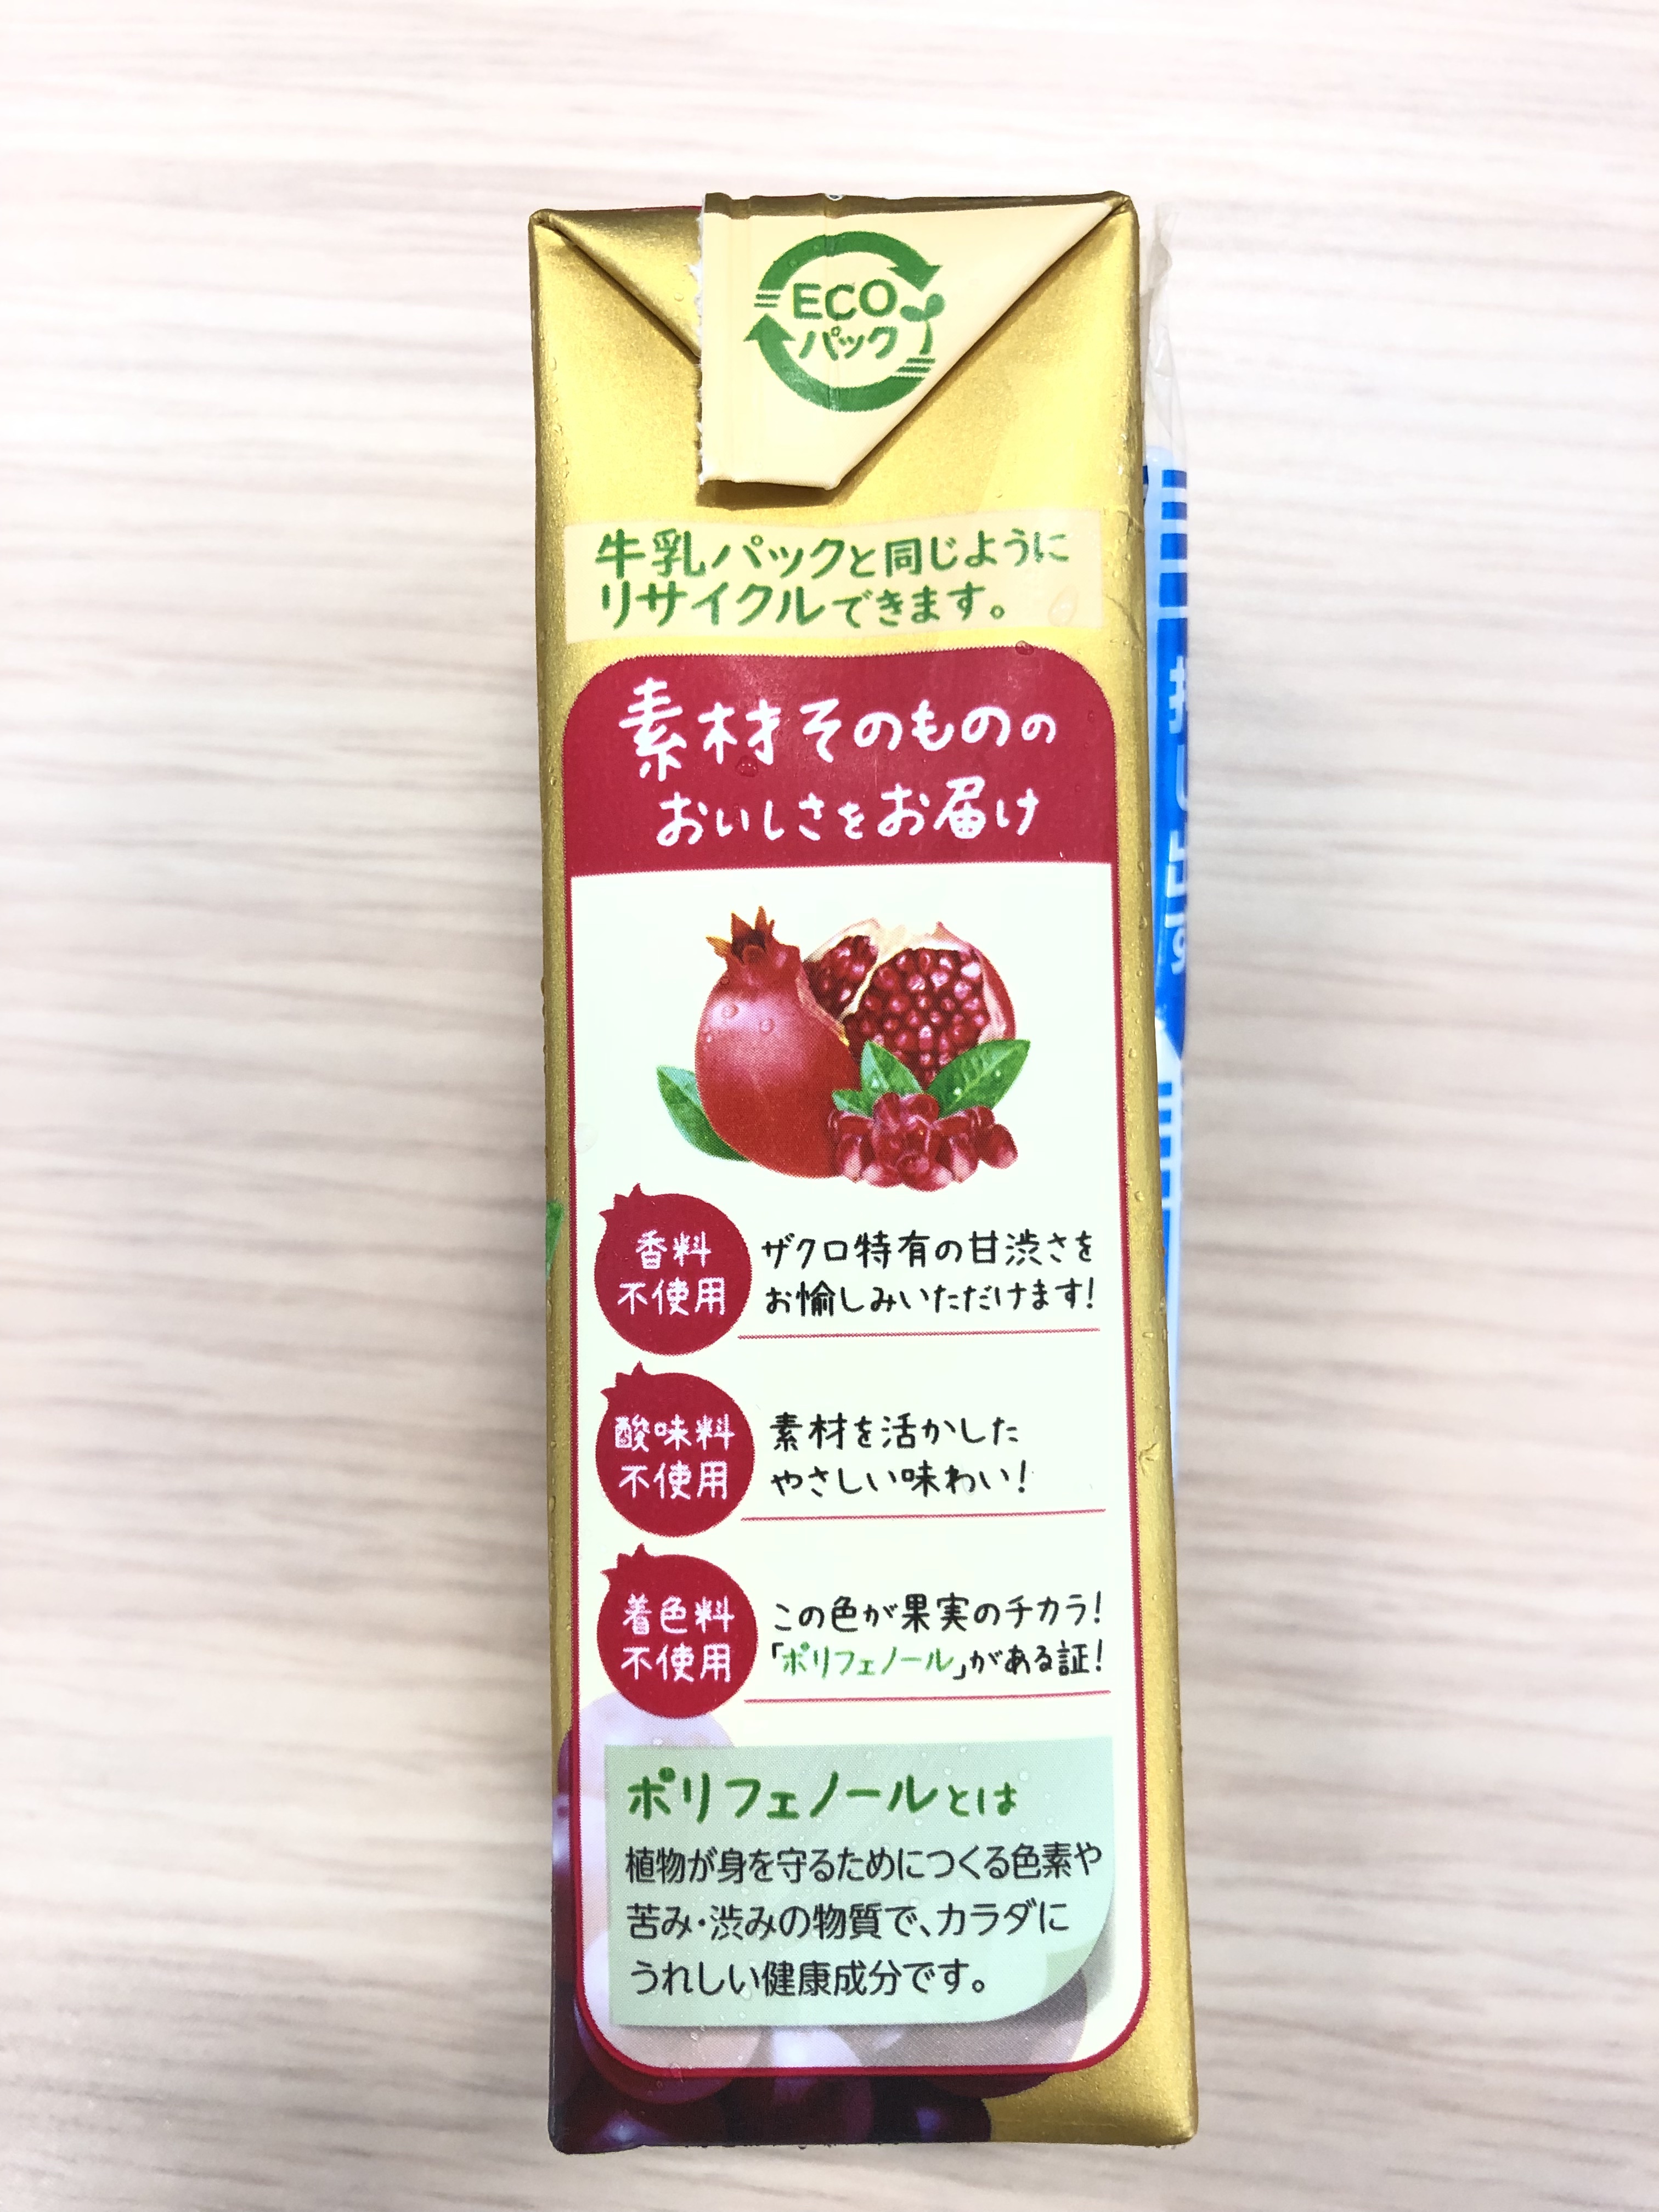 ECO
パック
牛乳パックと同じように
リサイクルできます。
素材そのものの
おいしさをお届け
香料
不使用
ザクロ特有の甘渋さを
お愉しみいただけます!
酸味料
不使用
素材を活かした
やさしい味わい!
着色料
不使用
この色が果実のチカラ!
「ポリフェノール」がある証!
ポリフェノールとは
植物が身を守るためにつくる色素や
苦み・渋みの物質で、カラダに
うれしい健康成分です。
押し出す